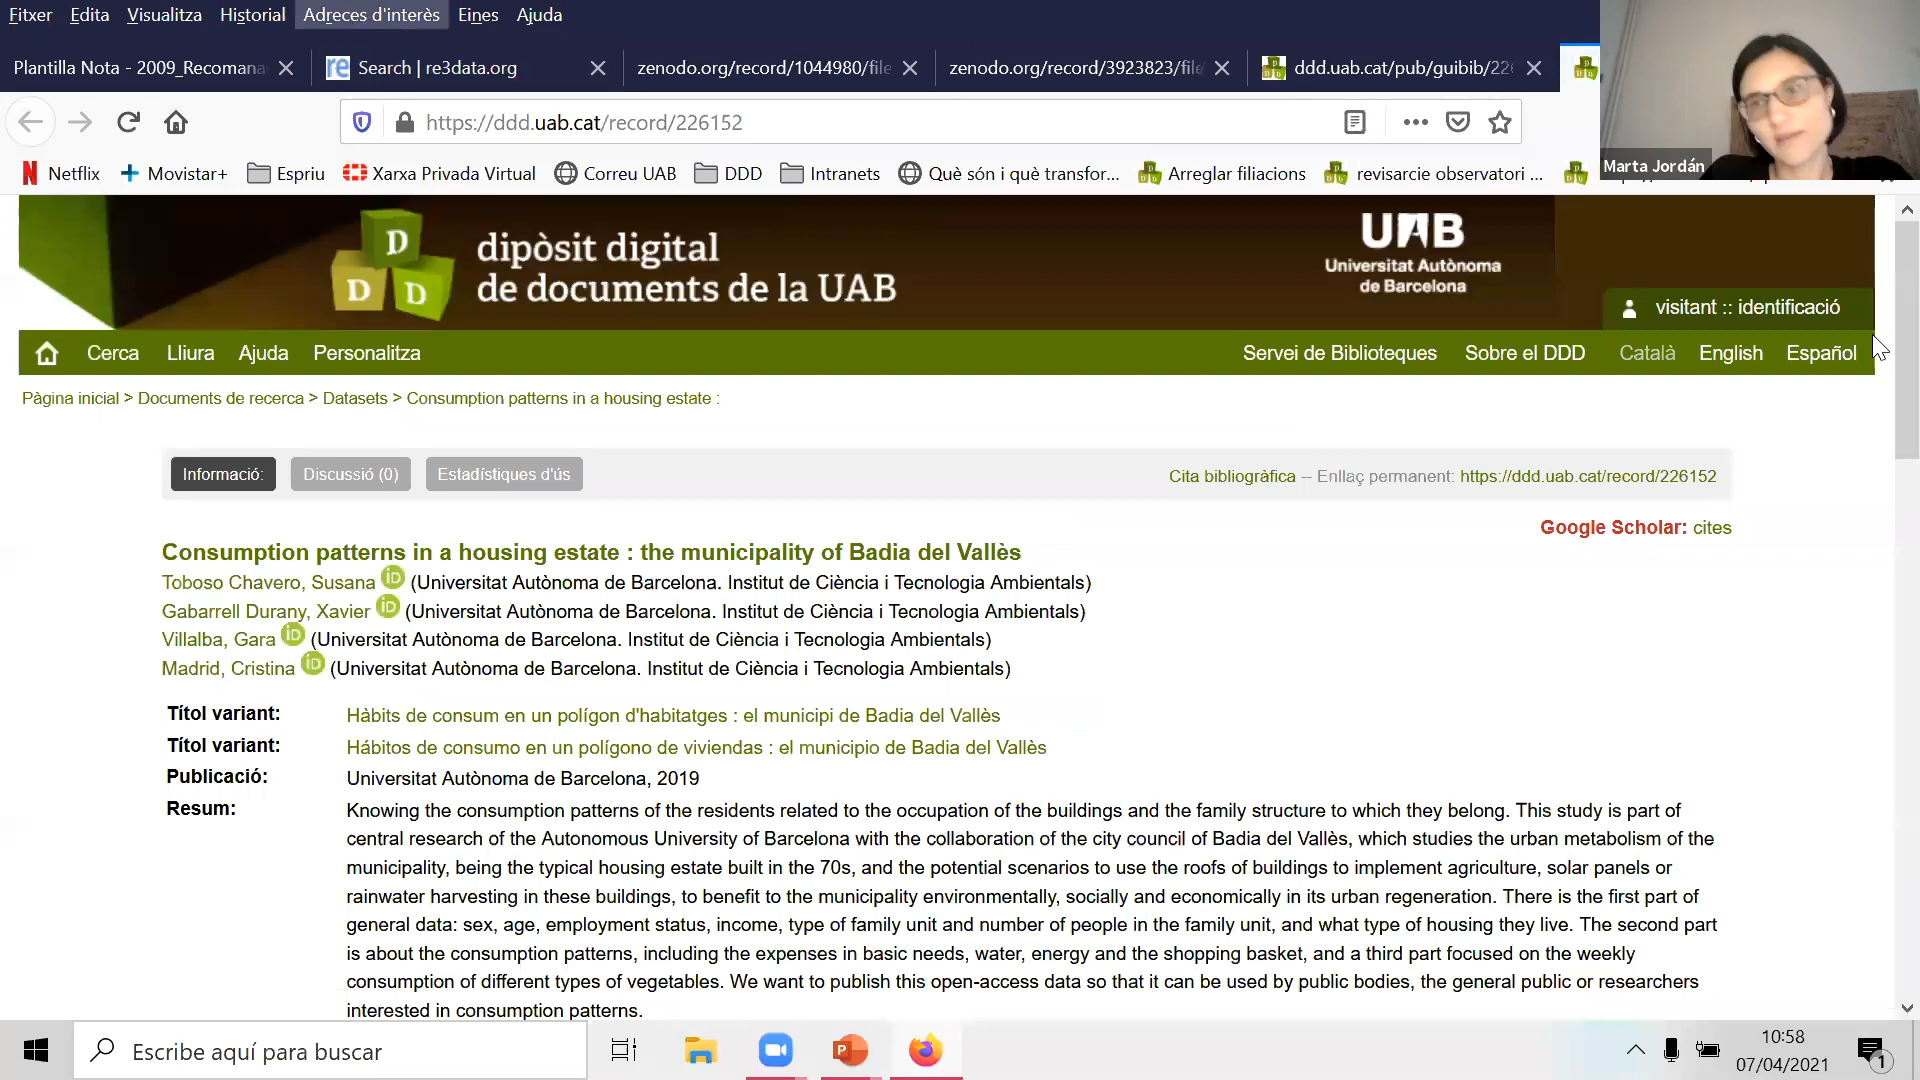 Fitxer Edita Visualitza Historial Adreces d'interès Eines Ajuda
Plantilla Nota - 2009_Recomana
Search | re3data.org
zenodo.org/record/1044980/file
zenodo.org/record/3923823/file
ddd.uab.cat/pub/guibib/226
https://ddd.uab.cat/record/226152
Netflix Movistar+ Espriu Xarxa Privada Virtual Correu UAB DDD Intranets Què són i què transfor... Arreglar filiacions revisarcie observatori ...
Marta Jordán
D D D
dipòsit digital
de documents de la UAB
UAB
Universitat Autònoma
de Barcelona
visitant :: identificació
Cerca Lliura Ajuda Personalitza Servei de Biblioteques Sobre el DDD Català English Español
Pàgina inicial > Documents de recerca > Datasets > Consumption patterns in a housing estate :
Informació: Discussió (0) Estadístiques d'ús Cita bibliogràfica -- Enllaç permanent: https://ddd.uab.cat/record/226152
Google Scholar: cites
Consumption patterns in a housing estate : the municipality of Badia del Vallès
Toboso Chavero, Susana iD (Universitat Autònoma de Barcelona. Institut de Ciència i Tecnologia Ambientals)
Gabarrell Durany, Xavier iD (Universitat Autònoma de Barcelona. Institut de Ciència i Tecnologia Ambientals)
Villalba, Gara iD (Universitat Autònoma de Barcelona. Institut de Ciència i Tecnologia Ambientals)
Madrid, Cristina iD (Universitat Autònoma de Barcelona. Institut de Ciència i Tecnologia Ambientals)
Títol variant: Hàbits de consum en un polígon d'habitatges : el municipi de Badia del Vallès
Títol variant: Hábitos de consumo en un polígono de viviendas : el municipio de Badia del Vallès
Publicació: Universitat Autònoma de Barcelona, 2019
Resum: Knowing the consumption patterns of the residents related to the occupation of the buildings and the family structure to which they belong. This study is part of
central research of the Autonomous University of Barcelona with the collaboration of the city council of Badia del Vallès, which studies the urban metabolism of the
municipality, being the typical housing estate built in the 70s, and the potential scenarios to use the roofs of buildings to implement agriculture, solar panels or
rainwater harvesting in these buildings, to benefit to the municipality environmentally, socially and economically in its urban regeneration. There is the first part of
general data: sex, age, employment status, income, type of family unit and number of people in the family unit, and what type of housing they live. The second part
is about the consumption patterns, including the expenses in basic needs, water, energy and the shopping basket, and a third part focused on the weekly
consumption of different types of vegetables. We want to publish this open-access data so that it can be used by public bodies, the general public or researchers
interested in consumption patterns.
Escribe aquí para buscar
10:58
07/04/2021
1